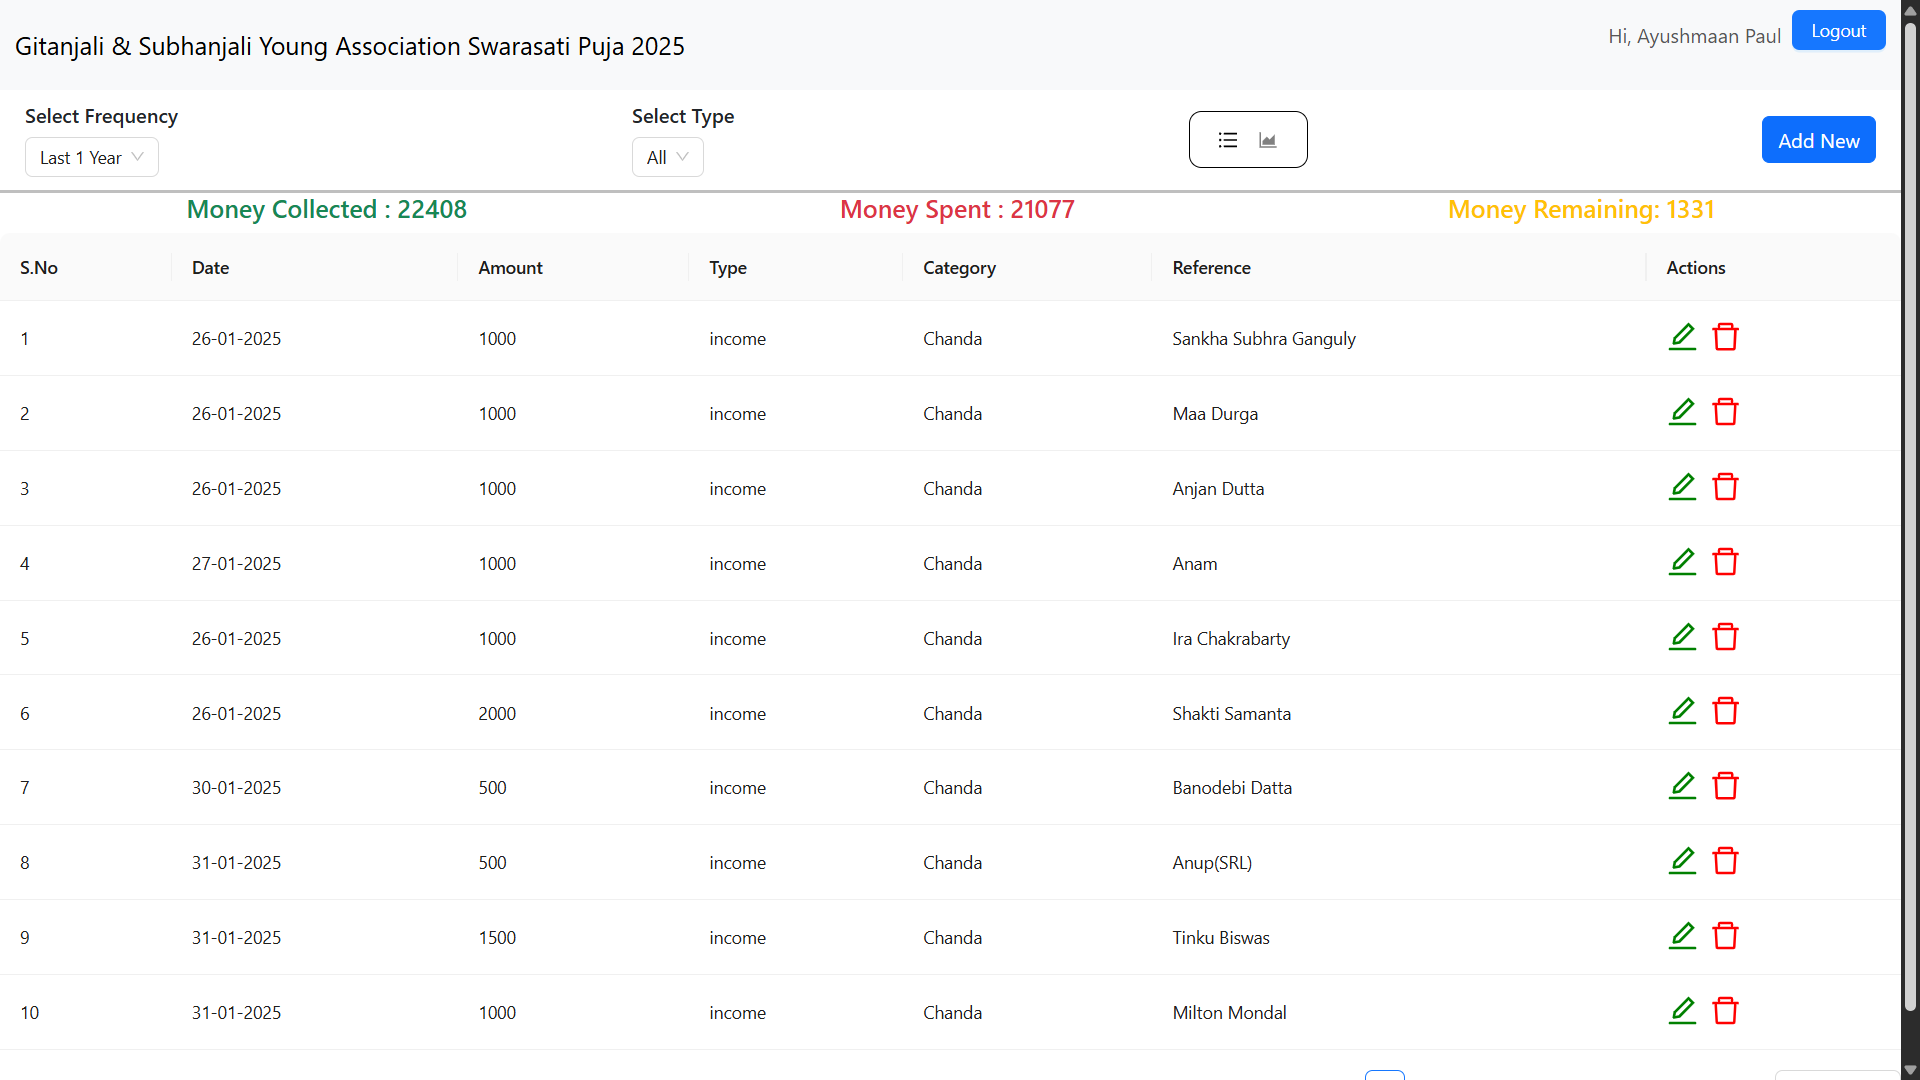 Gitanjali & Subhanjali Young Association Swarasati Puja 2025
Hi, Ayushmaan Paul Logout
Select Frequency Select Type
Last 1 Year All
Add New
Money Collected : 22408 Money Spent : 21077 Money Remaining: 1331
S.No Date Amount Type Category Reference Actions
1 26-01-2025 1000 income Chanda Sankha Subhra Ganguly
2 26-01-2025 1000 income Chanda Maa Durga
3 26-01-2025 1000 income Chanda Anjan Dutta
4 27-01-2025 1000 income Chanda Anam
5 26-01-2025 1000 income Chanda Ira Chakrabarty
6 26-01-2025 2000 income Chanda Shakti Samanta
7 30-01-2025 500 income Chanda Banodebi Datta
8 31-01-2025 500 income Chanda Anup(SRL)
9 31-01-2025 1500 income Chanda Tinku Biswas
10 31-01-2025 1000 income Chanda Milton Mondal